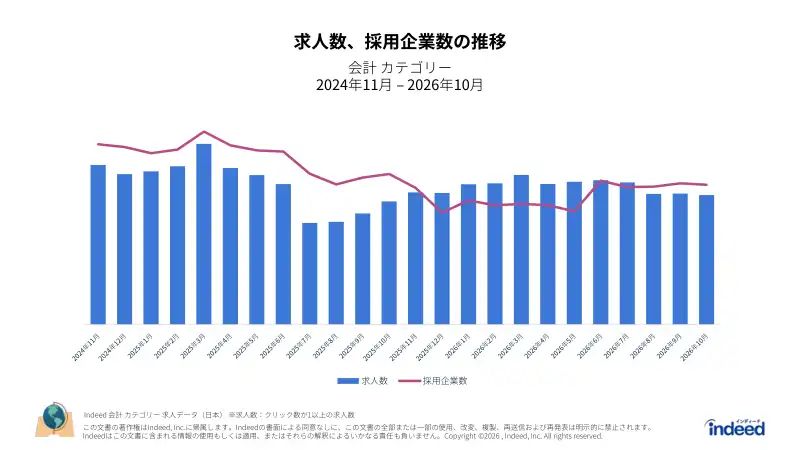 求人数、採用企業数の推移
会計 カテゴリー
2024年11月 – 2026年10月
2024年11月
2024年12月
2025年1月
2025年2月
2025年3月
2025年4月
2025年5月
2025年6月
2025年7月
2025年8月
2025年9月
2025年10月
2025年11月
2025年12月
2026年1月
2026年2月
2026年3月
2026年4月
2026年5月
2026年6月
2026年7月
2026年8月
2026年9月
2026年10月
求人数 採用企業数
Indeed 会計 カテゴリー 求人データ（日本） ※求人数：クリック数が1以上の求人数
この文書の著作権はIndeed, Inc.に帰属します。Indeedの書面による同意なしに、この文書の全部または一部の使用、改変、複製、再送信および再発表は明示的に禁止されます。
Indeedはこの文書に含まれる情報の使用もしくは適用、またはそれらの解釈によるいかなる責任も負いません。Copyright ©2026 , Indeed, Inc. All rights reserved.
インディード
indeed